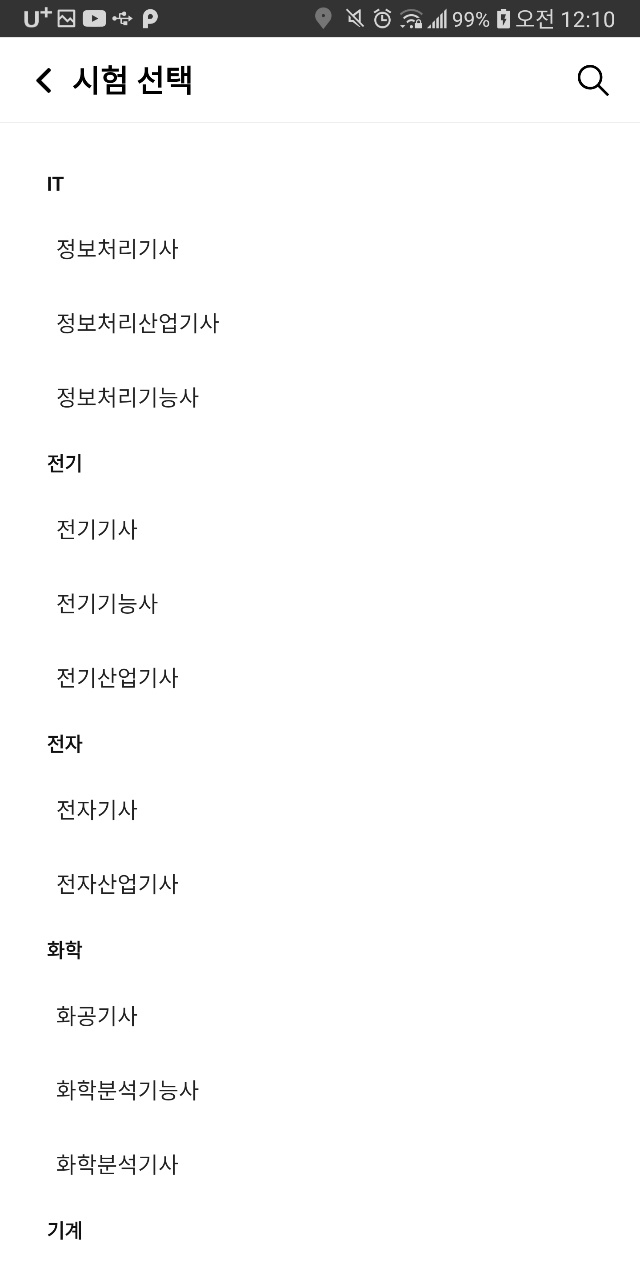 U+ 99% 오전 12:10
시험 선택
IT
정보처리기사
정보처리산업기사
정보처리기능사
전기
전기기사
전기기능사
전기산업기사
전자
전자기사
전자산업기사
화학
화공기사
화학분석기능사
화학분석기사
기계